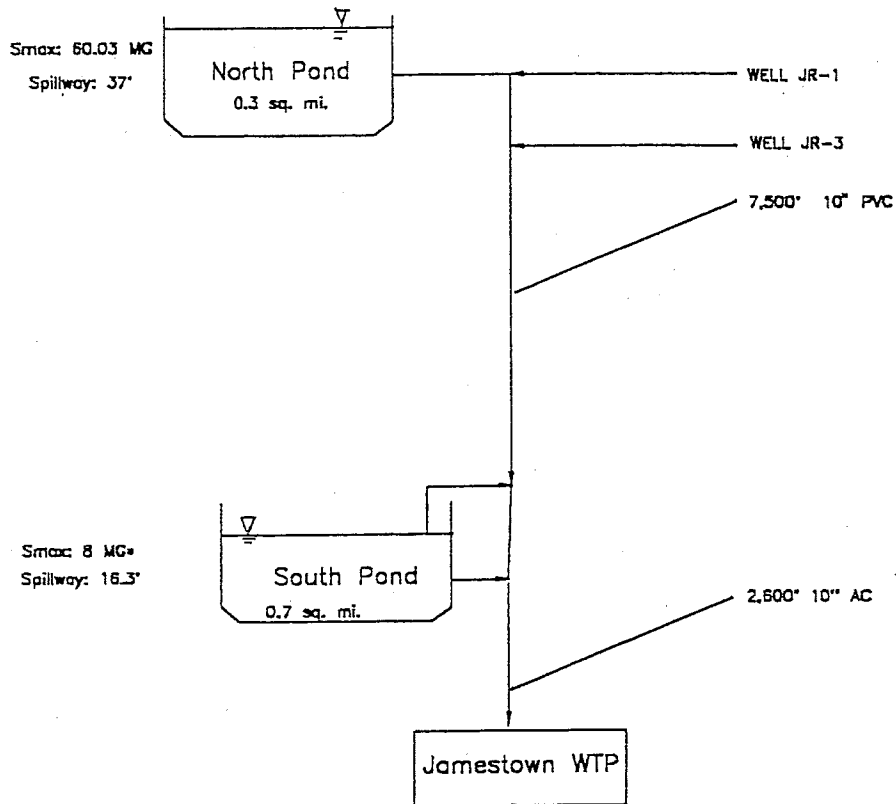 Smax: 60.03 MG
Spillway: 37'
North Pond
0.3 sq. mi.
WELL JR-1
WELL JR-3
7,500' 10" PVC
Smax: 8 MG*
Spillway: 16.3'
South Pond
0.7 sq. mi.
2,600' 10" AC
Jamestown WTP